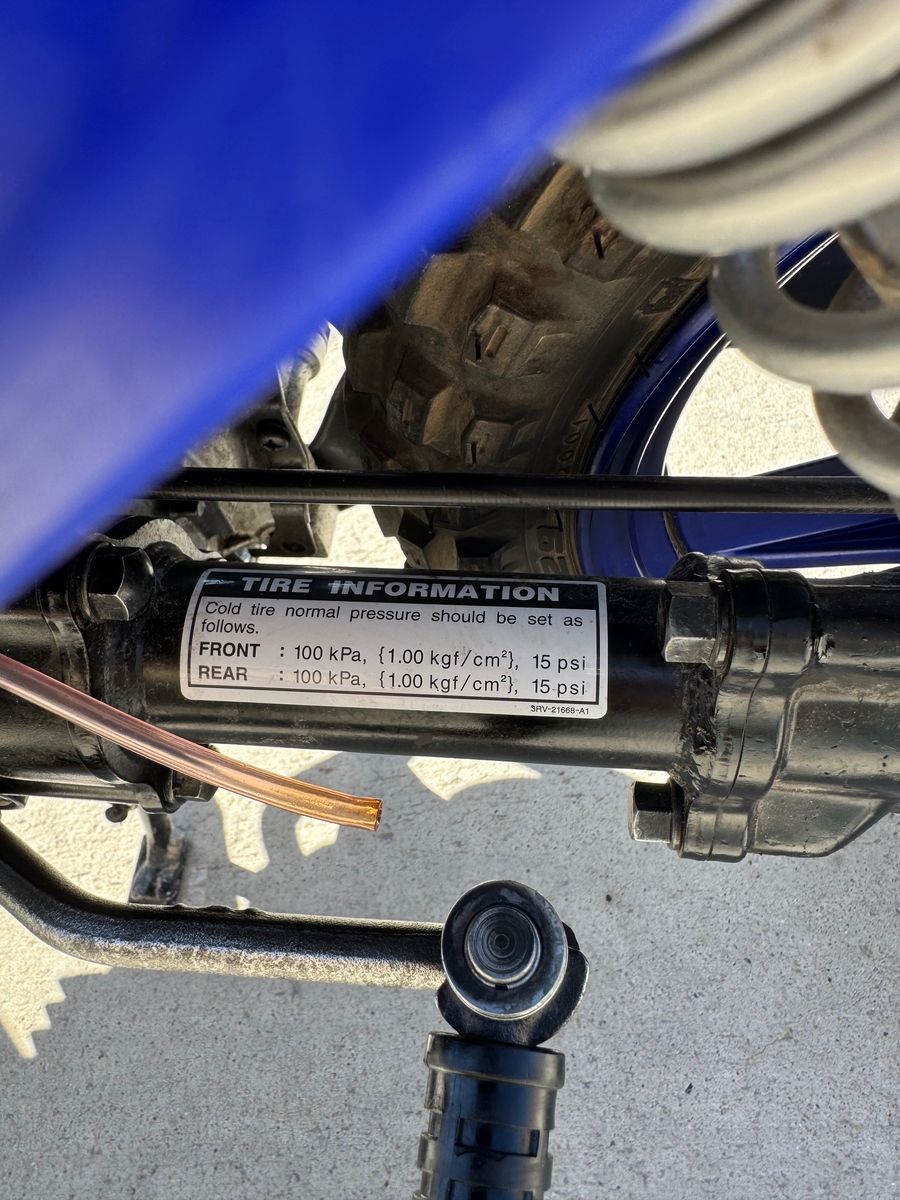 TIRE INFORMATION
Cold tire normal pressure should be set as
follows.
FRONT : 100 kPa, {1.00 kgf/cm²}, 15 psi
REAR : 100 kPa, {1.00 kgf/cm²}, 15 psi
3RV-21668-A1